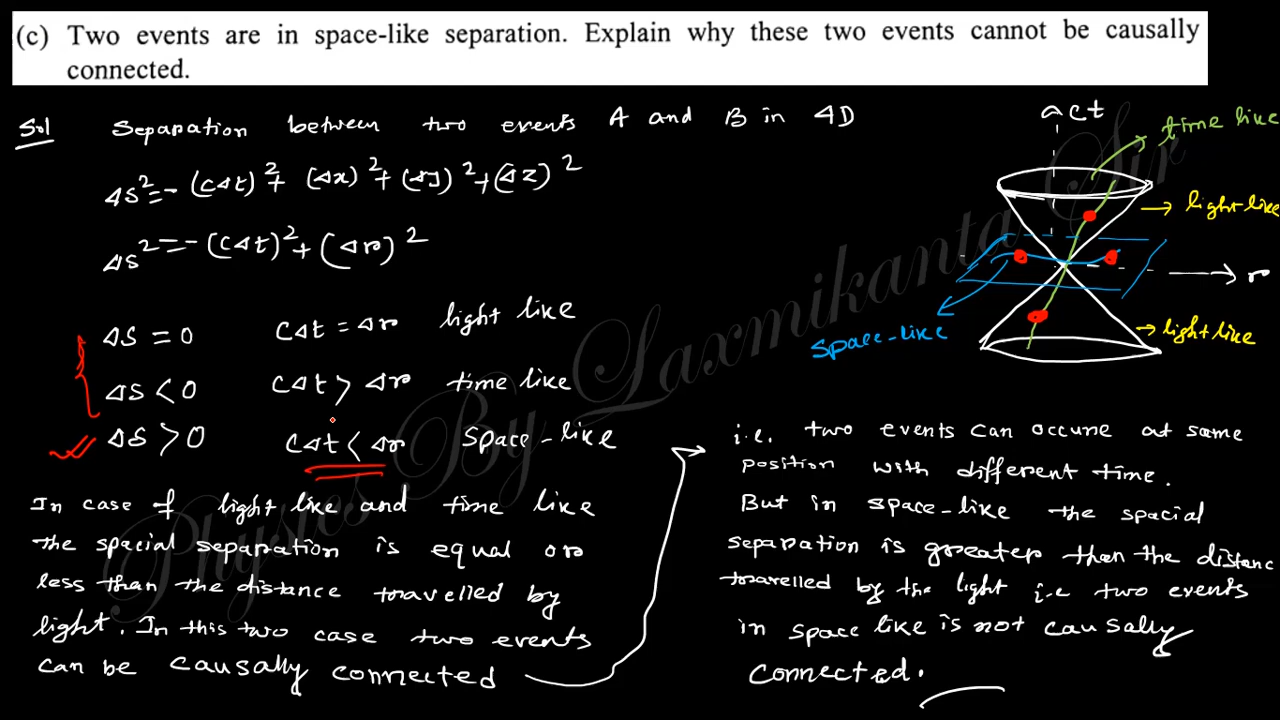 (c) Two events are in space-like separation. Explain why these two events cannot be causally
connected.
Sol Separation between two events A and B in 4D
ΔS² = - (cΔt)² + (Δx)² + (Δy)² + (Δz)²
ΔS² = - (cΔt)² + (Δr)²
ΔS = 0 cΔt = Δr light like
ΔS < 0 cΔt > Δr time like
ΔS > 0 cΔt < Δr space-like
In case of light like and time like
the spacial separation is equal or
less than the distance travelled by
light. In this two case two events
can be causally connected
act
time like
light-like
r
space-like
light like
i.e. two events can occure at same
position with different time.
But in space-like the spacial
separation is greater than the distanc
travelled by the light i.e two events
in space like is not causally
connected.
Physics By Laxmikanta Sir